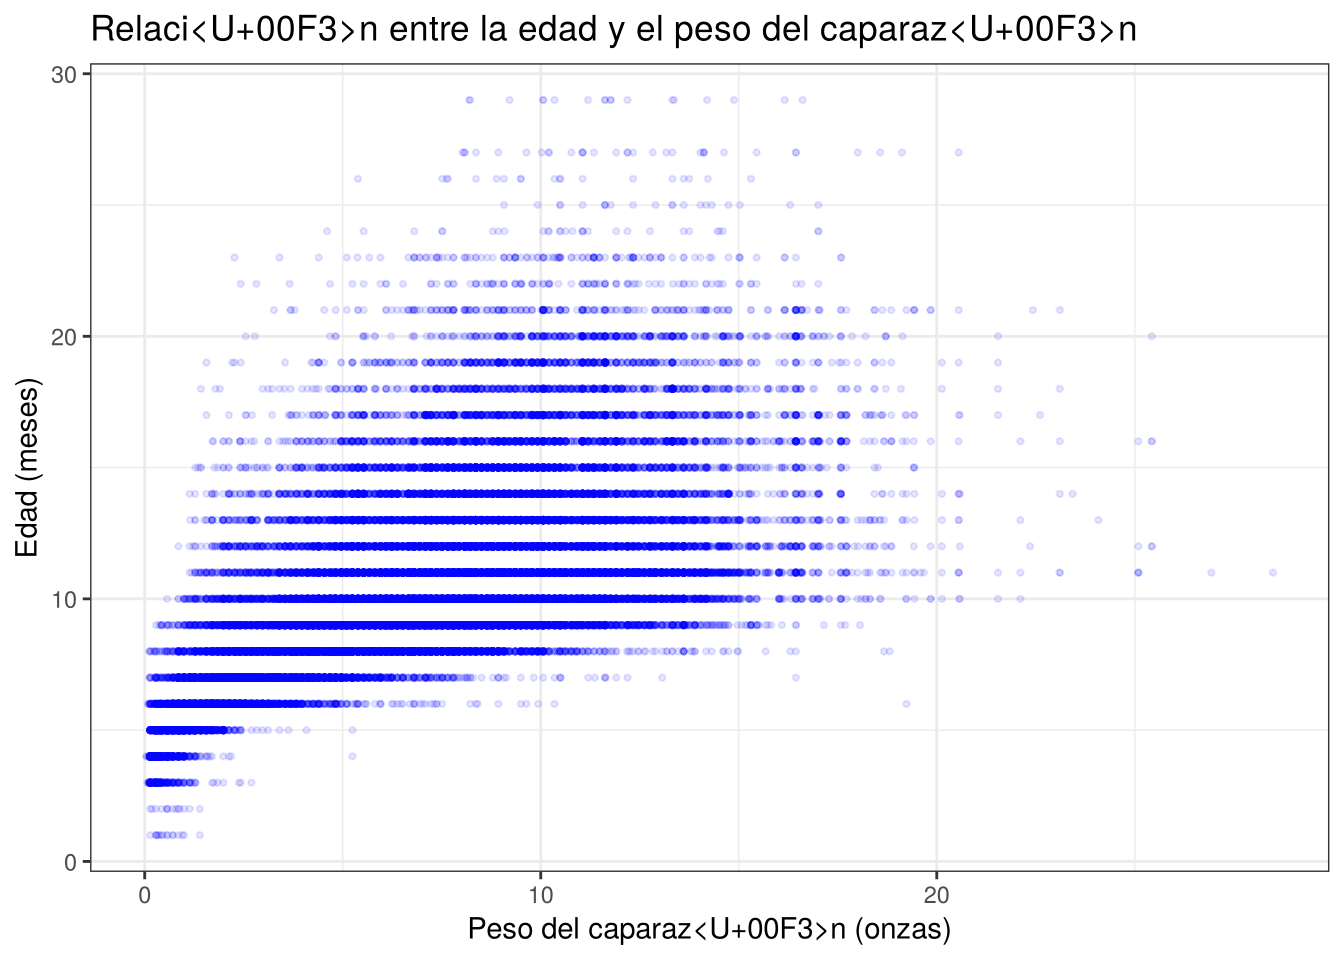 Relaci<U+00F3>n entre la edad y el peso del caparaz<U+00F3>n
30
20
10
0
Edad (meses)
0 10 20
Peso del caparaz<U+00F3>n (onzas)